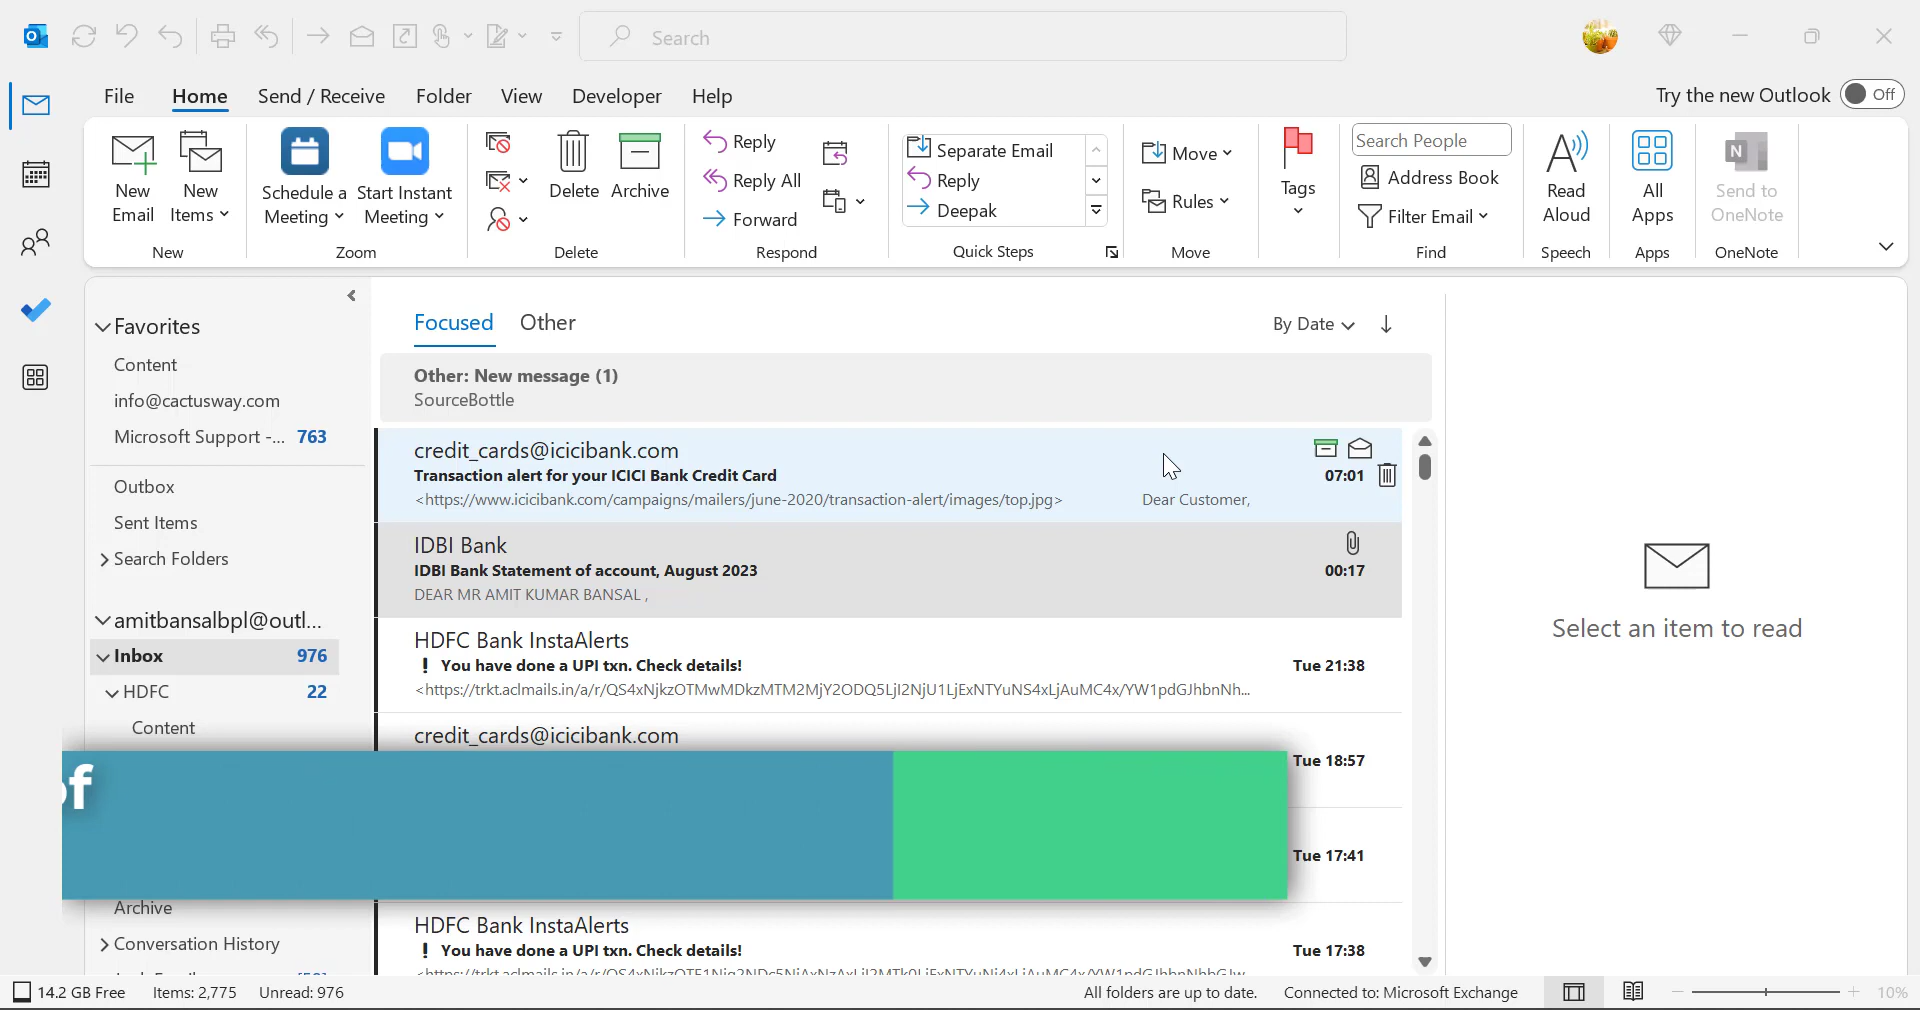 Search
File Home Send / Receive Folder View Developer Help
Try the new Outlook Off
New Email
New Items
New
Schedule a Meeting
Start Instant Meeting
Zoom
Delete
Archive
Delete
Reply
Reply All
Forward
Respond
Separate Email
Reply
Deepak
Quick Steps
Move
Rules
Move
Tags
Search People
Address Book
Filter Email
Find
Read Aloud
Speech
All Apps
Apps
N
Send to OneNote
OneNote
Favorites
Content
info@cactusway.com
Microsoft Support -... 763
Outbox
Sent Items
Search Folders
amitbansalbpl@outl...
Inbox 976
HDFC 22
Content
Archive
Conversation History
Focused Other
By Date
Other: New message (1)
SourceBottle
credit_cards@icicibank.com
Transaction alert for your ICICI Bank Credit Card 07:01
<https://www.icicibank.com/campaigns/mailers/june-2020/transaction-alert/images/top.jpg> Dear Customer,
IDBI Bank
IDBI Bank Statement of account, August 2023 00:17
DEAR MR AMIT KUMAR BANSAL ,
HDFC Bank InstaAlerts
! You have done a UPI txn. Check details! Tue 21:38
<https://trkt.aclmails.in/a/r/QS4xNjkzOTMwMDkzMTM2MjY2ODQ5LjI2NjU1LjExNTYuNS4xLjAuMC4x/YW1pdGJhbnNh...
credit_cards@icicibank.com
Tue 18:57
of
Tue 17:41
HDFC Bank InstaAlerts
! You have done a UPI txn. Check details! Tue 17:38
Select an item to read
14.2 GB Free Items: 2,775 Unread: 976
All folders are up to date. Connected to: Microsoft Exchange 10%